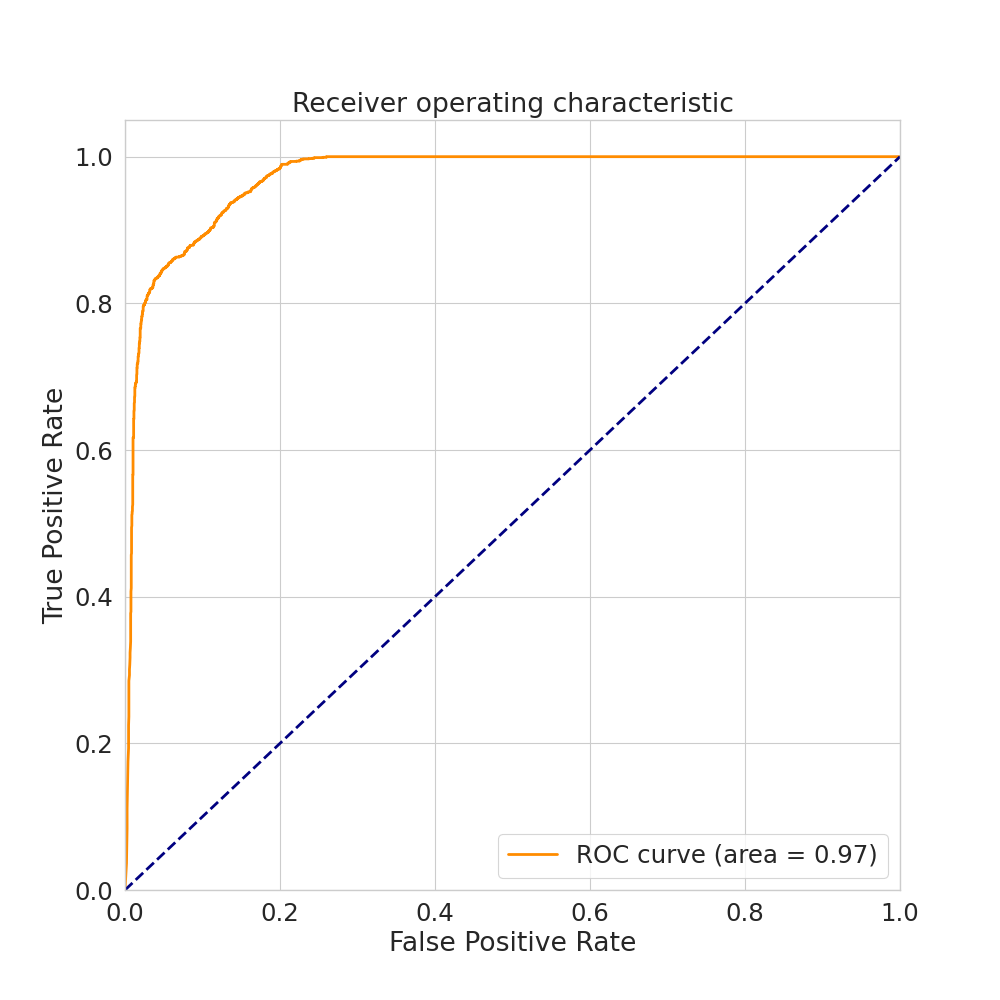 Receiver operating characteristic
True Positive Rate
1.0
0.8
0.6
0.4
0.2
0.0
ROC curve (area = 0.97)
0.0 0.2 0.4 0.6 0.8 1.0
False Positive Rate